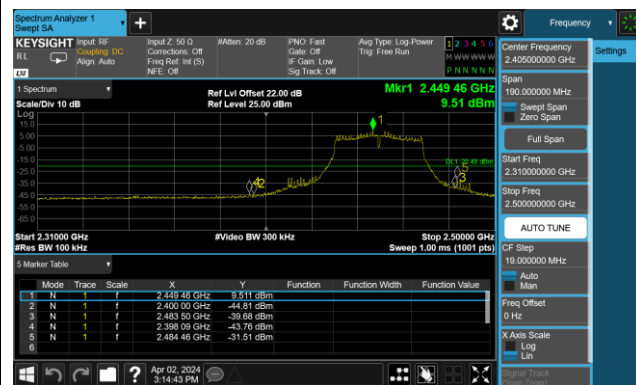 Spectrum Analyzer 1
Swept SA
Frequency
KEYSIGHT
Input: RF
Input Z: 50 Ω
#Atten: 20 dB
PNO: Fast
Avg Type: Log-Power
1 2 3 4 5 6
RL
Coupling: DC
Corrections: Off
Gate: Off
Trig: Free Run
M W W W W W
Align: Auto
Freq Ref: Int (S)
IF Gain: Low
P N N N N N
LXI
NFE: Off
Sig Track: Off
Center Frequency
2.405000000 GHz
Settings
Span
190.000000 MHz
Swept Span
Zero Span
Full Span
Start Freq
2.310000000 GHz
Stop Freq
2.500000000 GHz
AUTO TUNE
CF Step
19.000000 MHz
Auto
Man
Freq Offset
0 Hz
X Axis Scale
Log
Lin
Signal Track
(Span Zoom)
1 Spectrum
Ref Lvl Offset 22.00 dB
Mkr1 2.449 46 GHz
Scale/Div 10 dB
Ref Level 25.00 dBm
9.51 dBm
Log
15.0
5.00
-5.00
-15.0
-25.0
-35.0
-45.0
-55.0
-65.0
1
5
3
4
2
Start 2.31000 GHz
#Video BW 300 kHz
Stop 2.50000 GHz
#Res BW 100 kHz
Sweep 1.00 ms (1001 pts)
5 Marker Table
Mode Trace Scale X Y Function Function Width Function Value
1 N 1 f 2.449 46 GHz 9.511 dBm
2 N 1 f 2.400 00 GHz -44.81 dBm
3 N 1 f 2.483 50 GHz -39.68 dBm
4 N 1 f 2.398 09 GHz -43.76 dBm
5 N 1 f 2.484 46 GHz -31.51 dBm
6
Apr 02, 2024
3:14:43 PM